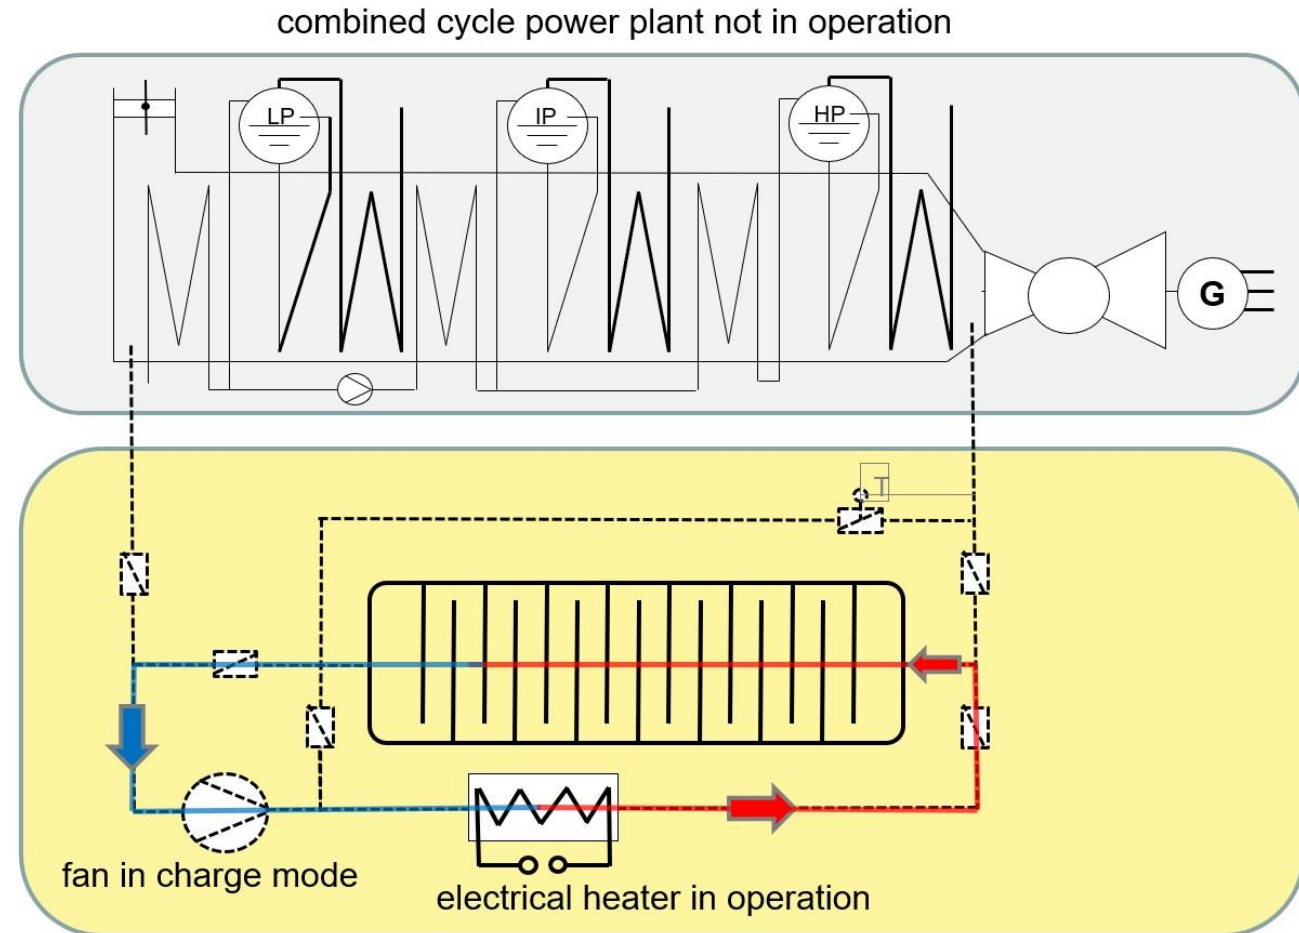 combined cycle power plant not in operation
LP
IP
HP
G
T
fan in charge mode
electrical heater in operation